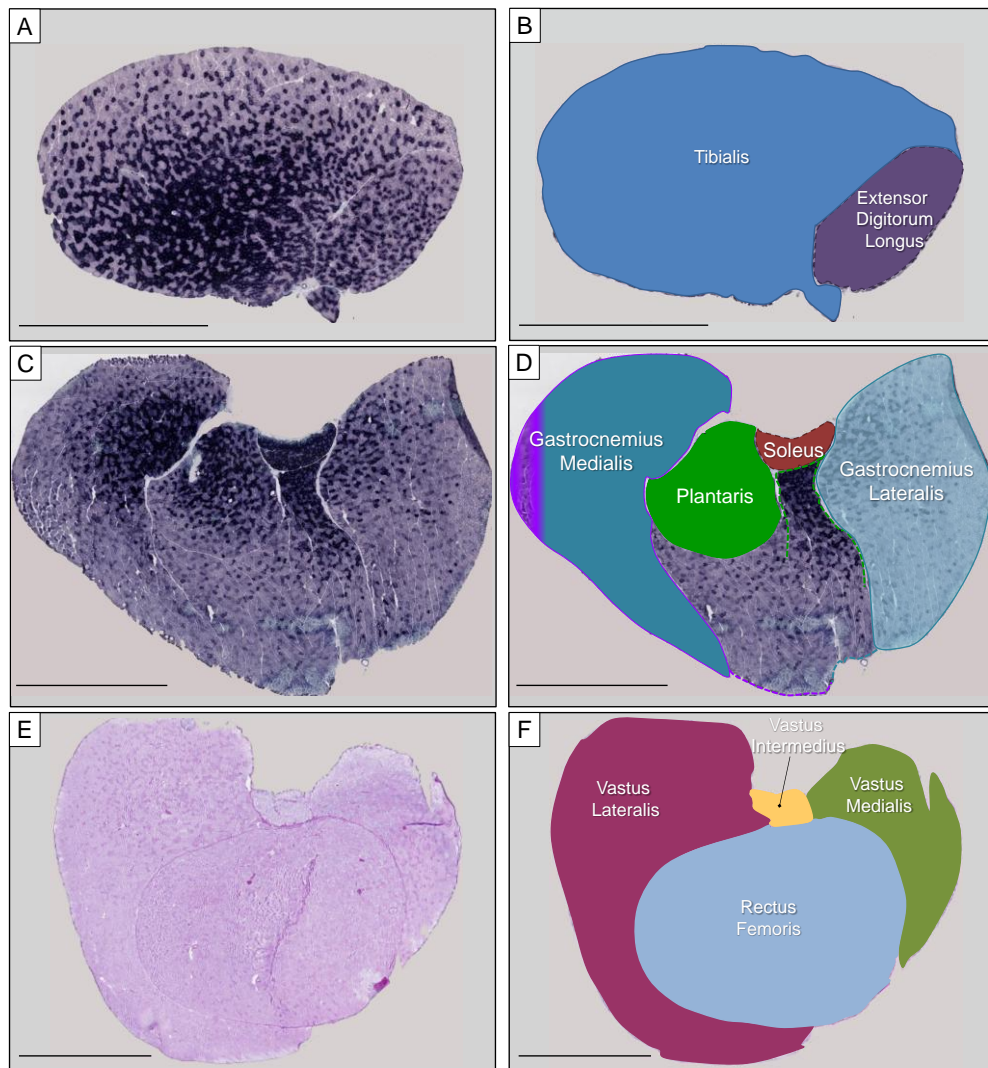 A
B
Tibialis
Extensor
Digitorum
Longus
C
D
Gastrocnemius
Medialis
Soleus
Plantaris
Gastrocnemius
Lateralis
E
F
Vastus
Intermedius
Vastus
Lateralis
Vastus
Medialis
Rectus
Femoris